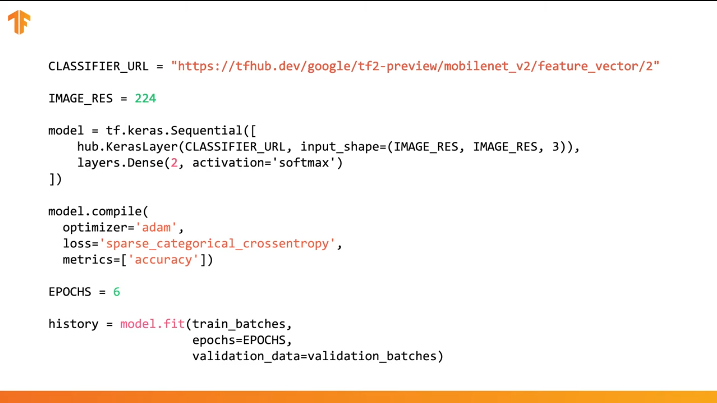 CLASSIFIER_URL = "https://tfhub.dev/google/tf2-preview/mobilenet_v2/feature_vector/2"
IMAGE_RES = 224
model = tf.keras.Sequential([
    hub.KerasLayer(CLASSIFIER_URL, input_shape=(IMAGE_RES, IMAGE_RES, 3)),
    layers.Dense(2, activation='softmax')
])
model.compile(
  optimizer='adam',
  loss='sparse_categorical_crossentropy',
  metrics=['accuracy'])
EPOCHS = 6
history = model.fit(train_batches,
                    epochs=EPOCHS,
                    validation_data=validation_batches)